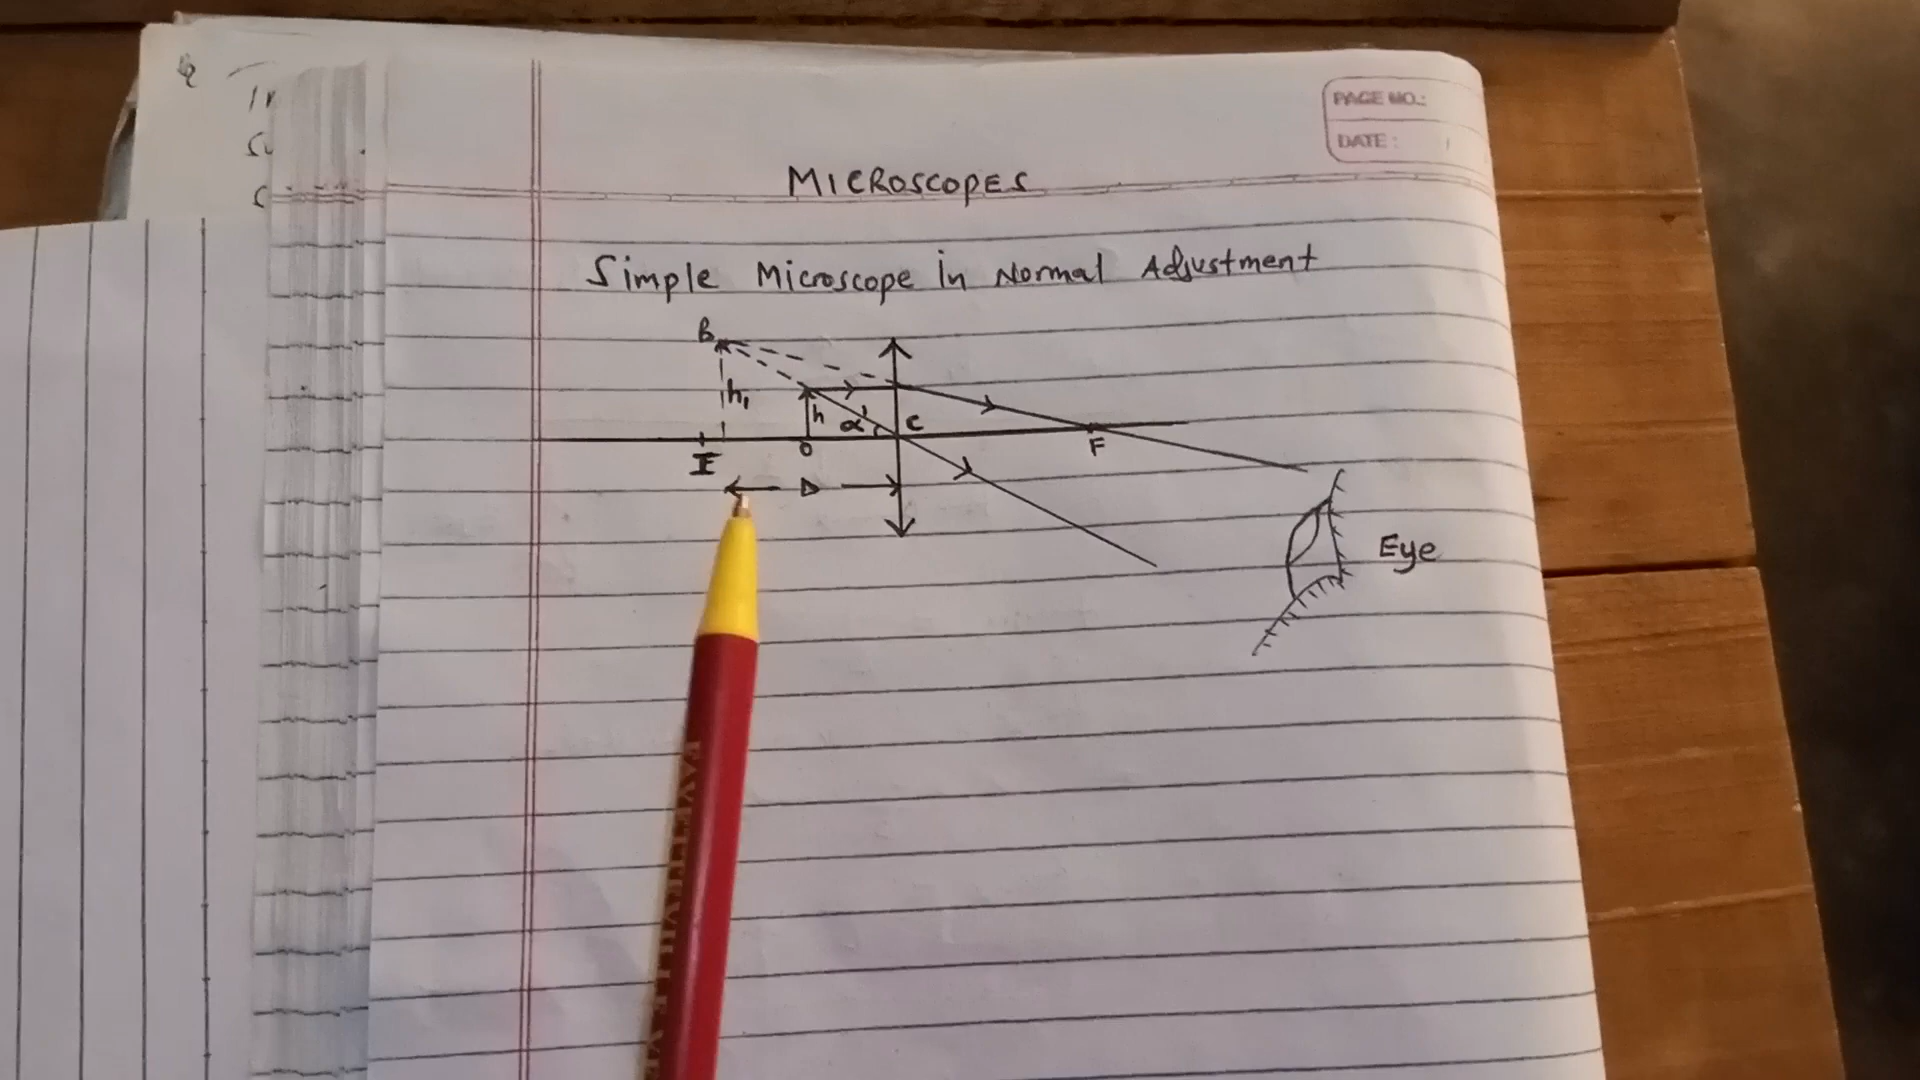 PAGE NO.:
DATE :
MICROSCOPES
Simple Microscope in Normal Adjustment
B
h₁
h α' C
I O F
D
Eye